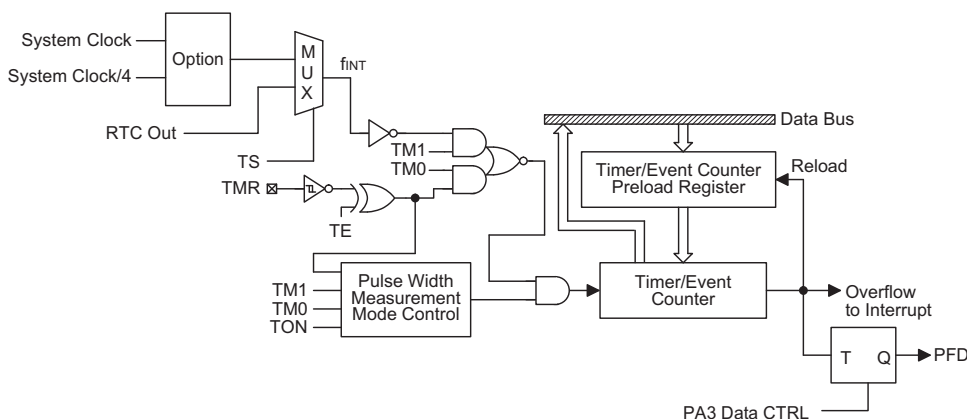 System Clock
System Clock/4
Option
M
U
X
fINT
RTC Out
TS
TM1
TM0
TMR
TE
Data Bus
Timer/Event Counter
Preload Register
Reload
Pulse Width
Measurement
Mode Control
TM1
TM0
TON
Timer/Event
Counter
Overflow
to Interrupt
T
Q
PFD
PA3 Data CTRL